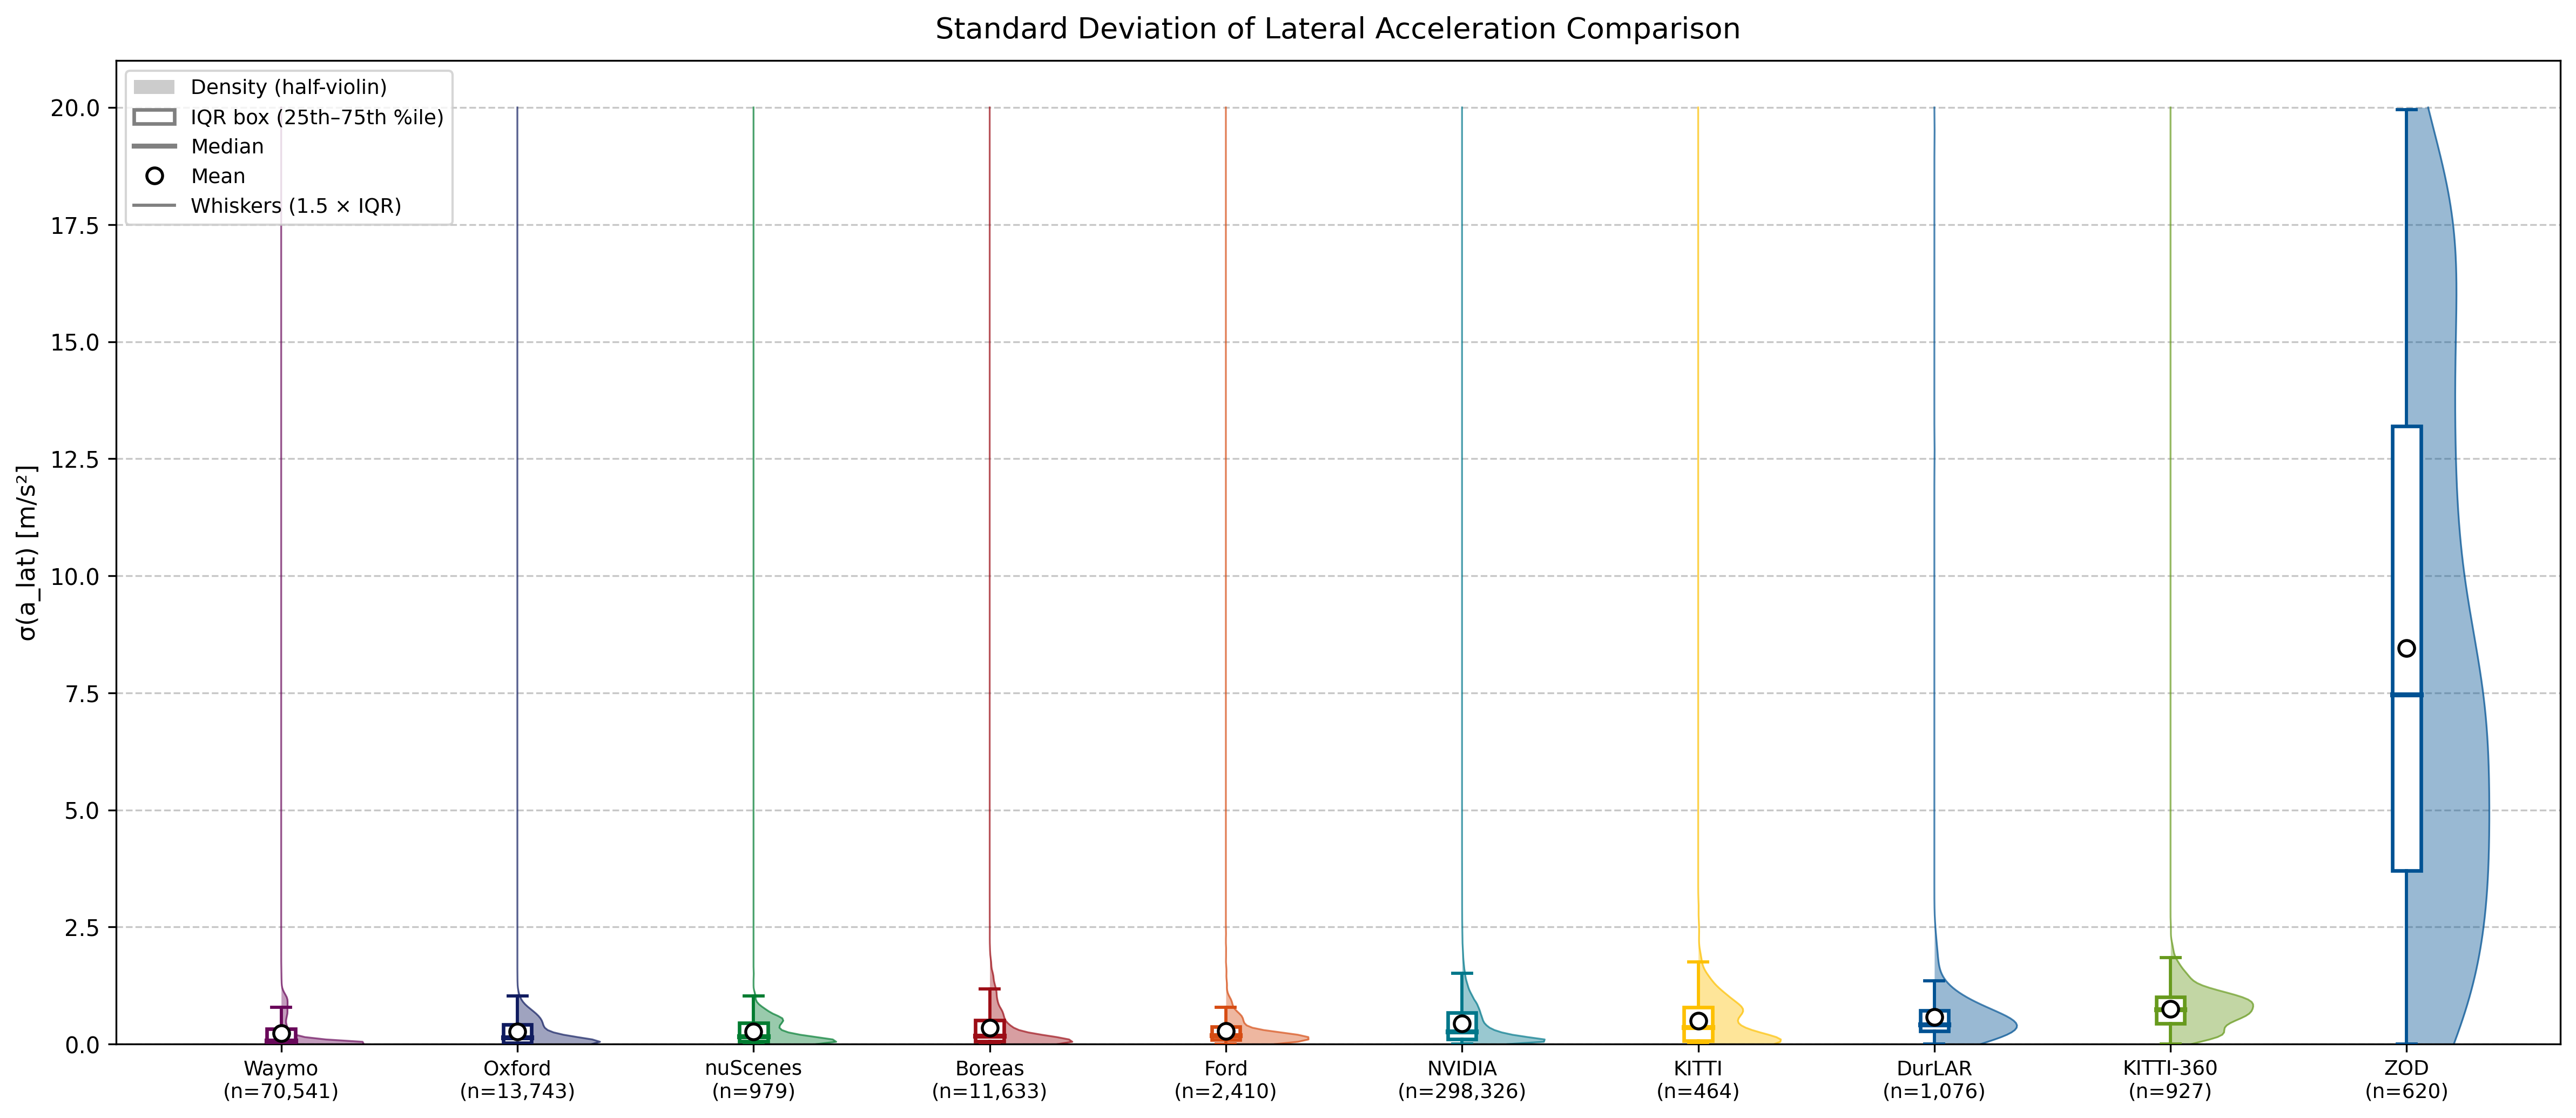 Standard Deviation of Lateral Acceleration Comparison
Density (half-violin)
IQR box (25th–75th %ile)
Median
Mean
Whiskers (1.5 × IQR)
σ(a_lat) [m/s²]
20.0
17.5
15.0
12.5
10.0
7.5
5.0
2.5
0.0
Waymo
(n=70,541)
Oxford
(n=13,743)
nuScenes
(n=979)
Boreas
(n=11,633)
Ford
(n=2,410)
NVIDIA
(n=298,326)
KITTI
(n=464)
DurLAR
(n=1,076)
KITTI-360
(n=927)
ZOD
(n=620)